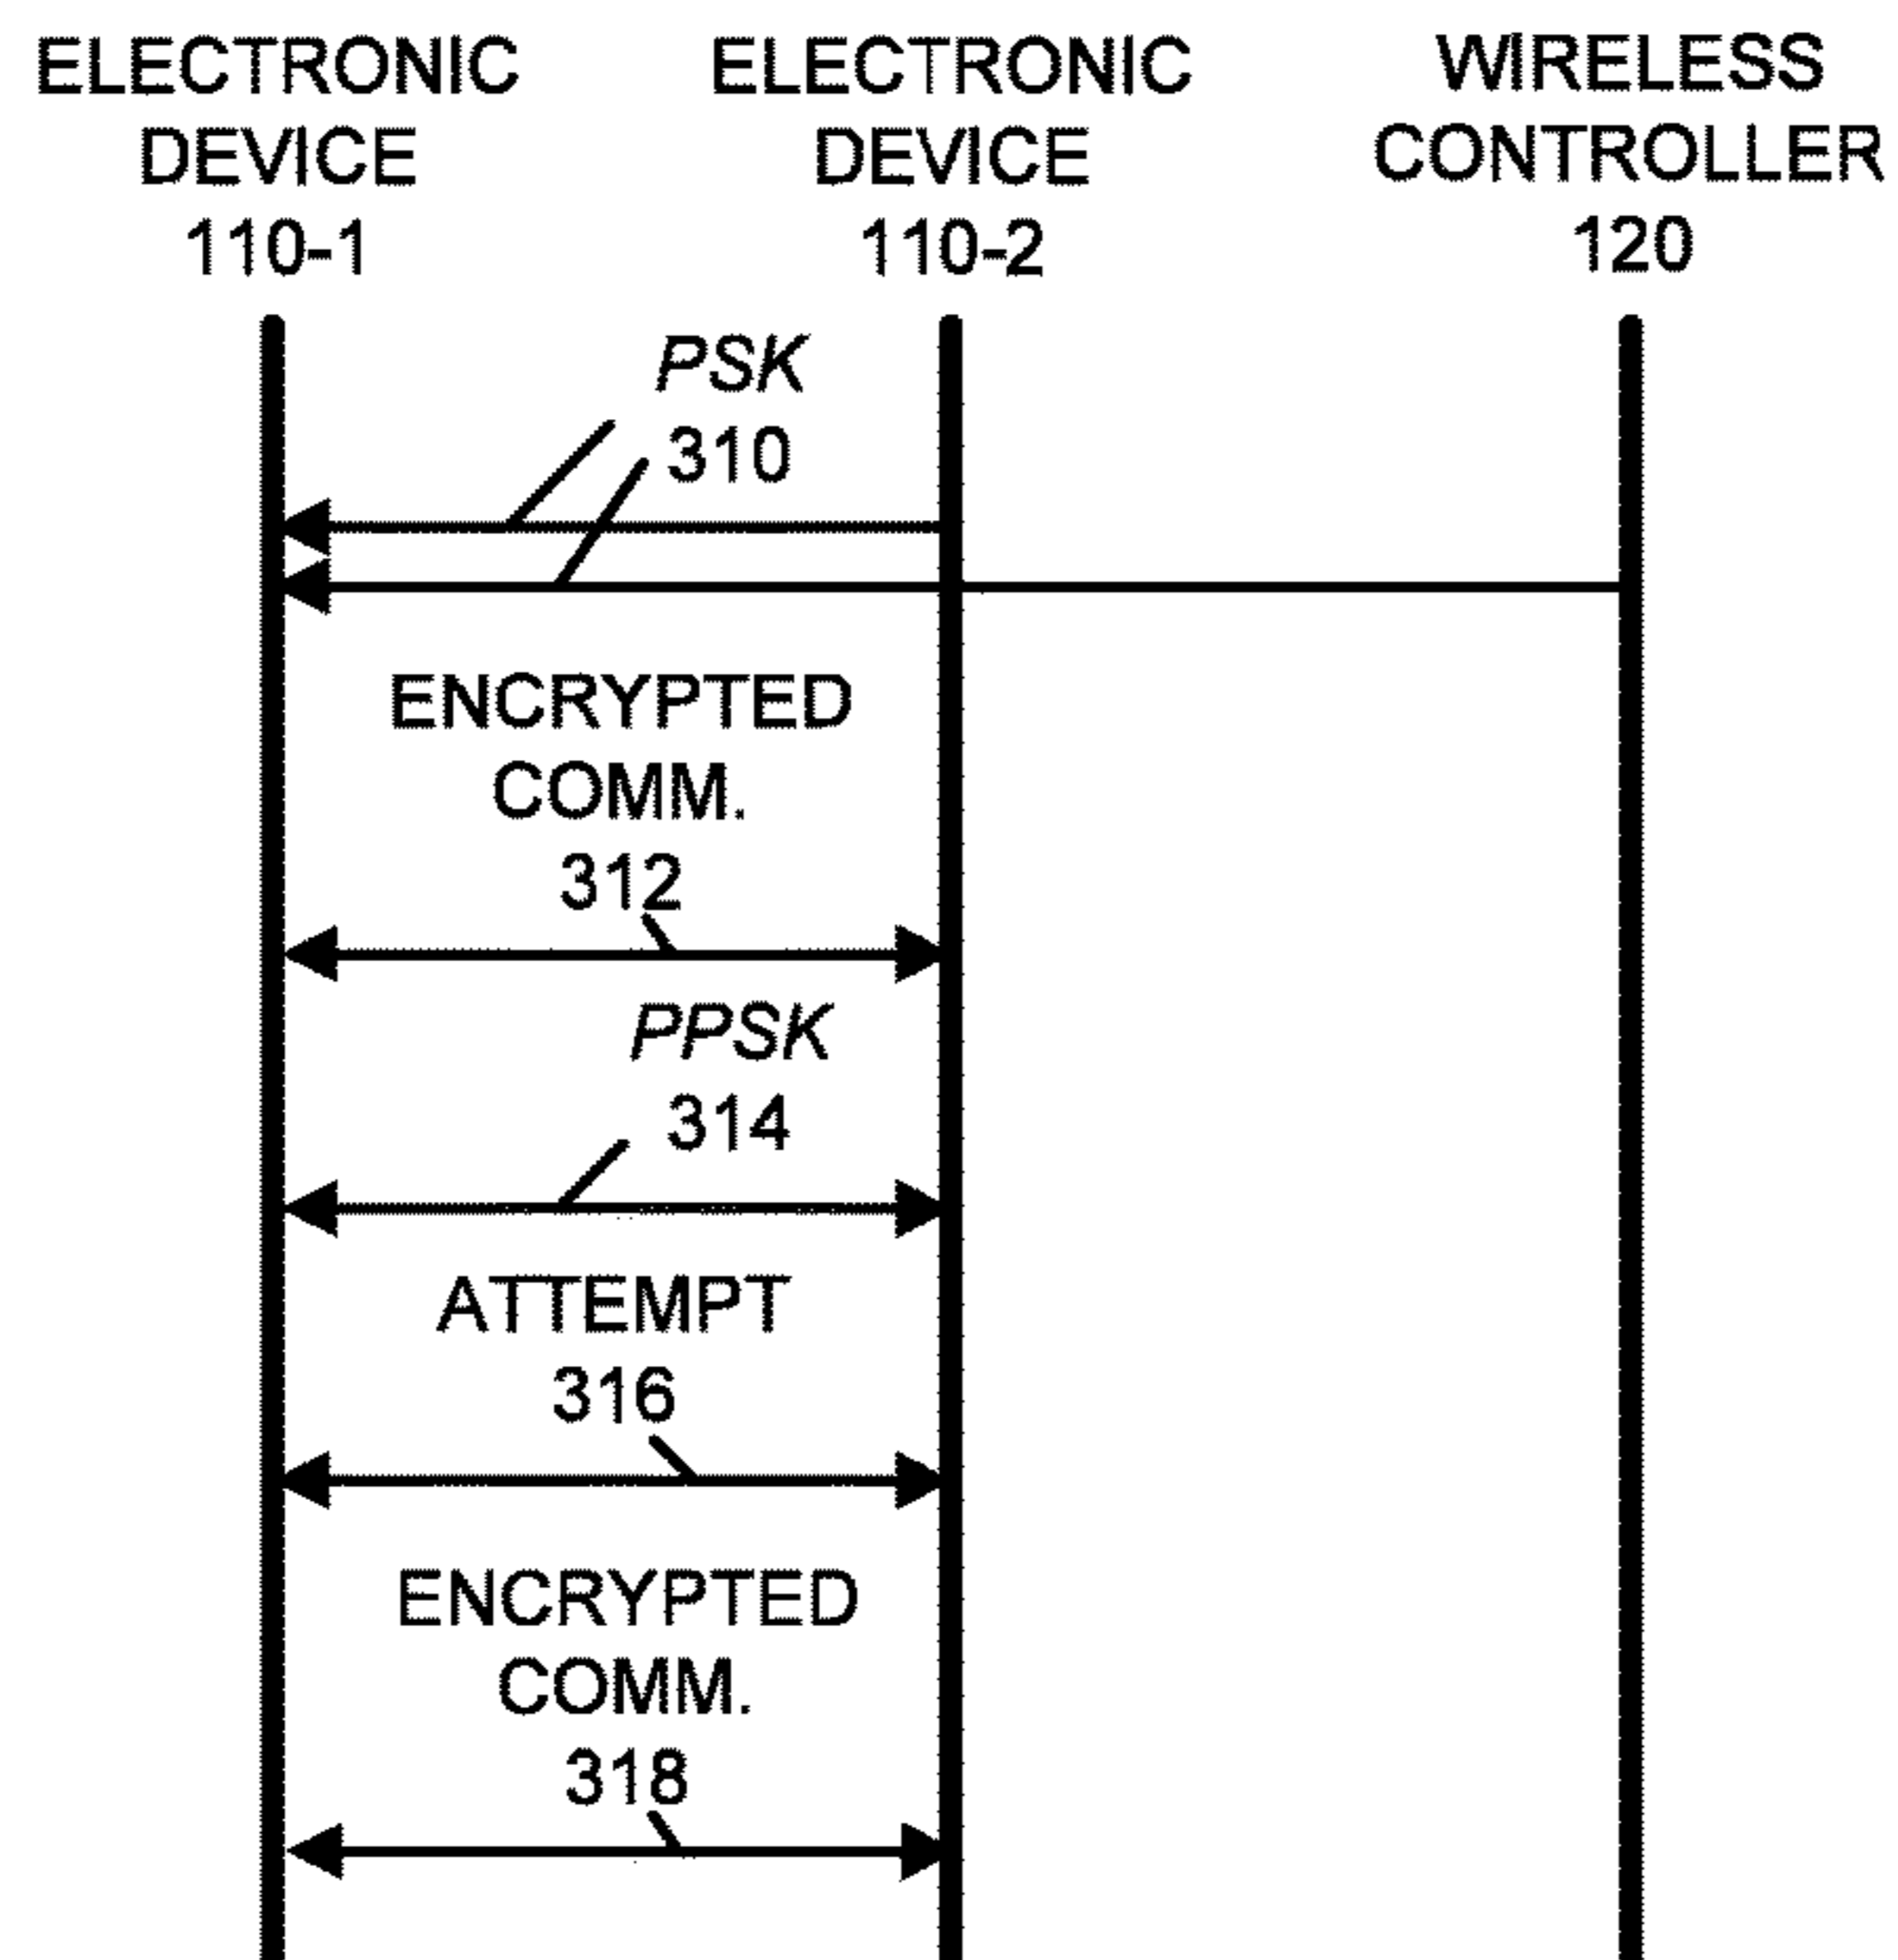 ELECTRONIC
DEVICE
110-1
ELECTRONIC
DEVICE
110-2
WIRELESS
CONTROLLER
120
PSK
310
ENCRYPTED
COMM.
312
PPSK
314
ATTEMPT
316
ENCRYPTED
COMM.
318